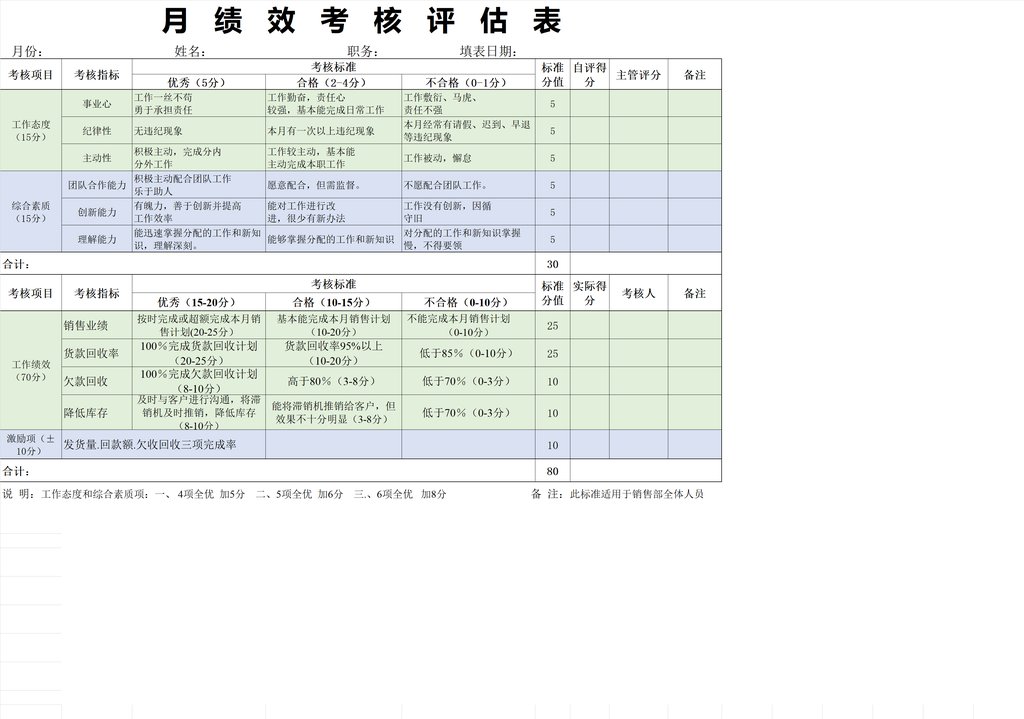 月 绩 效 考 核 评 估 表
月份： 姓名： 职务： 填表日期：
考核项目 考核指标 考核标准 标准分值 自评得分 主管评分 备注
优秀（5分） 合格（2-4分） 不合格（0-1分）
工作态度（15分）
事业心 工作一丝不苟 勇于承担责任 工作勤奋，责任心较强，基本能完成日常工作 工作敷衍、马虎、责任不强 5
纪律性 无违纪现象 本月有一次以上违纪现象 本月经常有请假、迟到、早退等违纪现象 5
主动性 积极主动，完成分内分外工作 工作较主动，基本能主动完成本职工作 工作被动，懈怠 5
综合素质（15分）
团队合作能力 积极主动配合团队工作 乐于助人 愿意配合，但需监督。 不愿配合团队工作。 5
创新能力 有魄力，善于创新并提高工作效率 能对工作进行改进，很少有新办法 工作没有创新，因循守旧 5
理解能力 能迅速掌握分配的工作和新知识，理解深刻。 能够掌握分配的工作和新知识 对分配的工作和新知识掌握慢，不得要领 5
合计： 30
考核项目 考核指标 考核标准 标准分值 实际得分 考核人 备注
优秀（15-20分） 合格（10-15分） 不合格（0-10分）
工作绩效（70分）
销售业绩 按时完成或超额完成本月销售计划(20-25分) 基本能完成本月销售计划（10-20分） 不能完成本月销售计划（0-10分） 25
货款回收率 100%完成货款回收计划（20-25分） 货款回收率95%以上（10-20分） 低于85%（0-10分） 25
欠款回收 100%完成欠款回收计划（8-10分） 高于80%（3-8分） 低于70%（0-3分） 10
降低库存 及时与客户进行沟通，将滞销机及时推销，降低库存（8-10分） 能将滞销机推销给客户，但效果不十分明显（3-8分） 低于70%（0-3分） 10
激励项（±10分） 发货量.回款额.欠收回收三项完成率 10
合计： 80
说 明：工作态度和综合素质项：一、 4项全优 加5分 二、5项全优 加6分 三.、6项全优 加8分 备 注：此标准适用于销售部全体人员